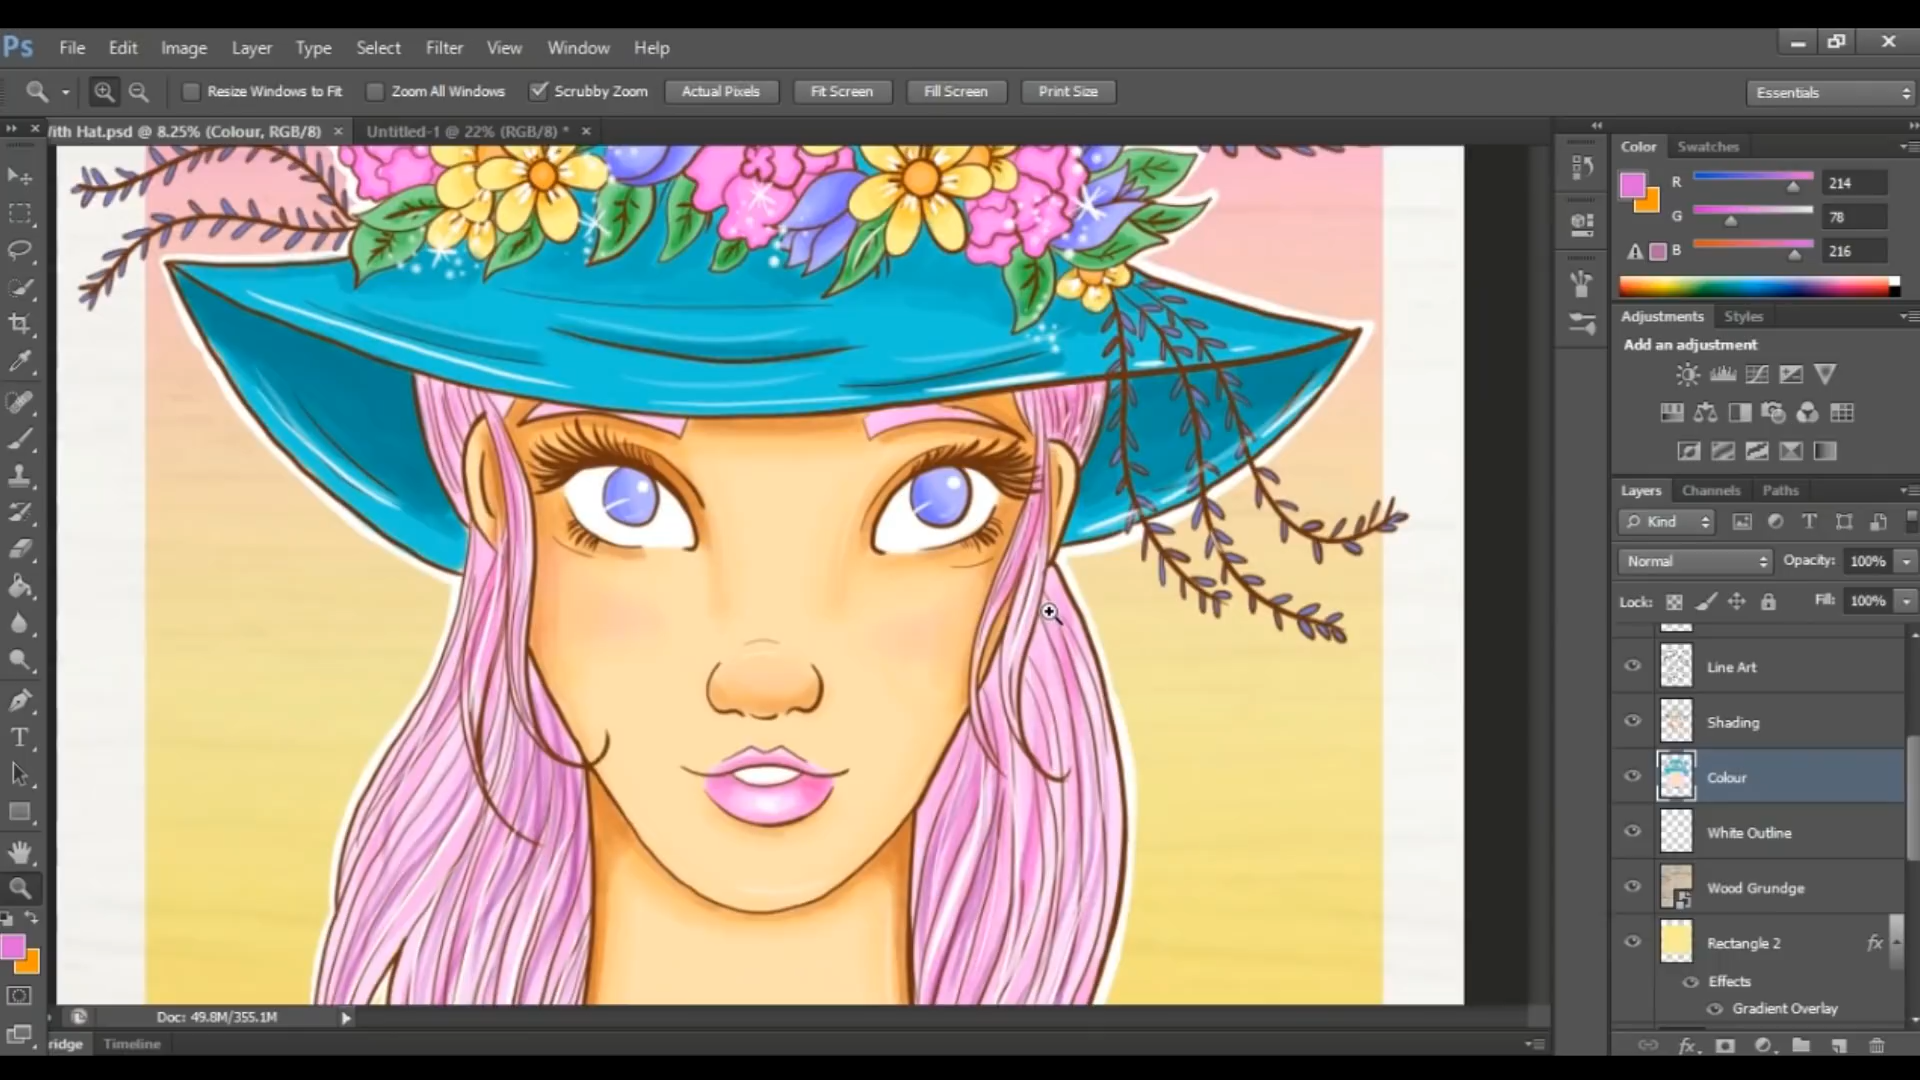 Ps File Edit Image Layer Type Select Filter View Window Help
Resize Windows to Fit Zoom All Windows Scrubby Zoom Actual Pixels Fit Screen Fill Screen Print Size Essentials
With Hat.psd @ 8.25% (Colour, RGB/8) × Untitled-1 @ 22% (RGB/8) * ×
Color Swatches
R 214
G 78
B 216
Adjustments Styles
Add an adjustment
Layers Channels Paths
Kind
Normal Opacity: 100%
Lock: Fill: 100%
Line Art
Shading
Colour
White Outline
Wood Grundge
Rectangle 2 fx
Effects
Gradient Overlay
Doc: 49.8M/355.1M
ridge Timeline
fx